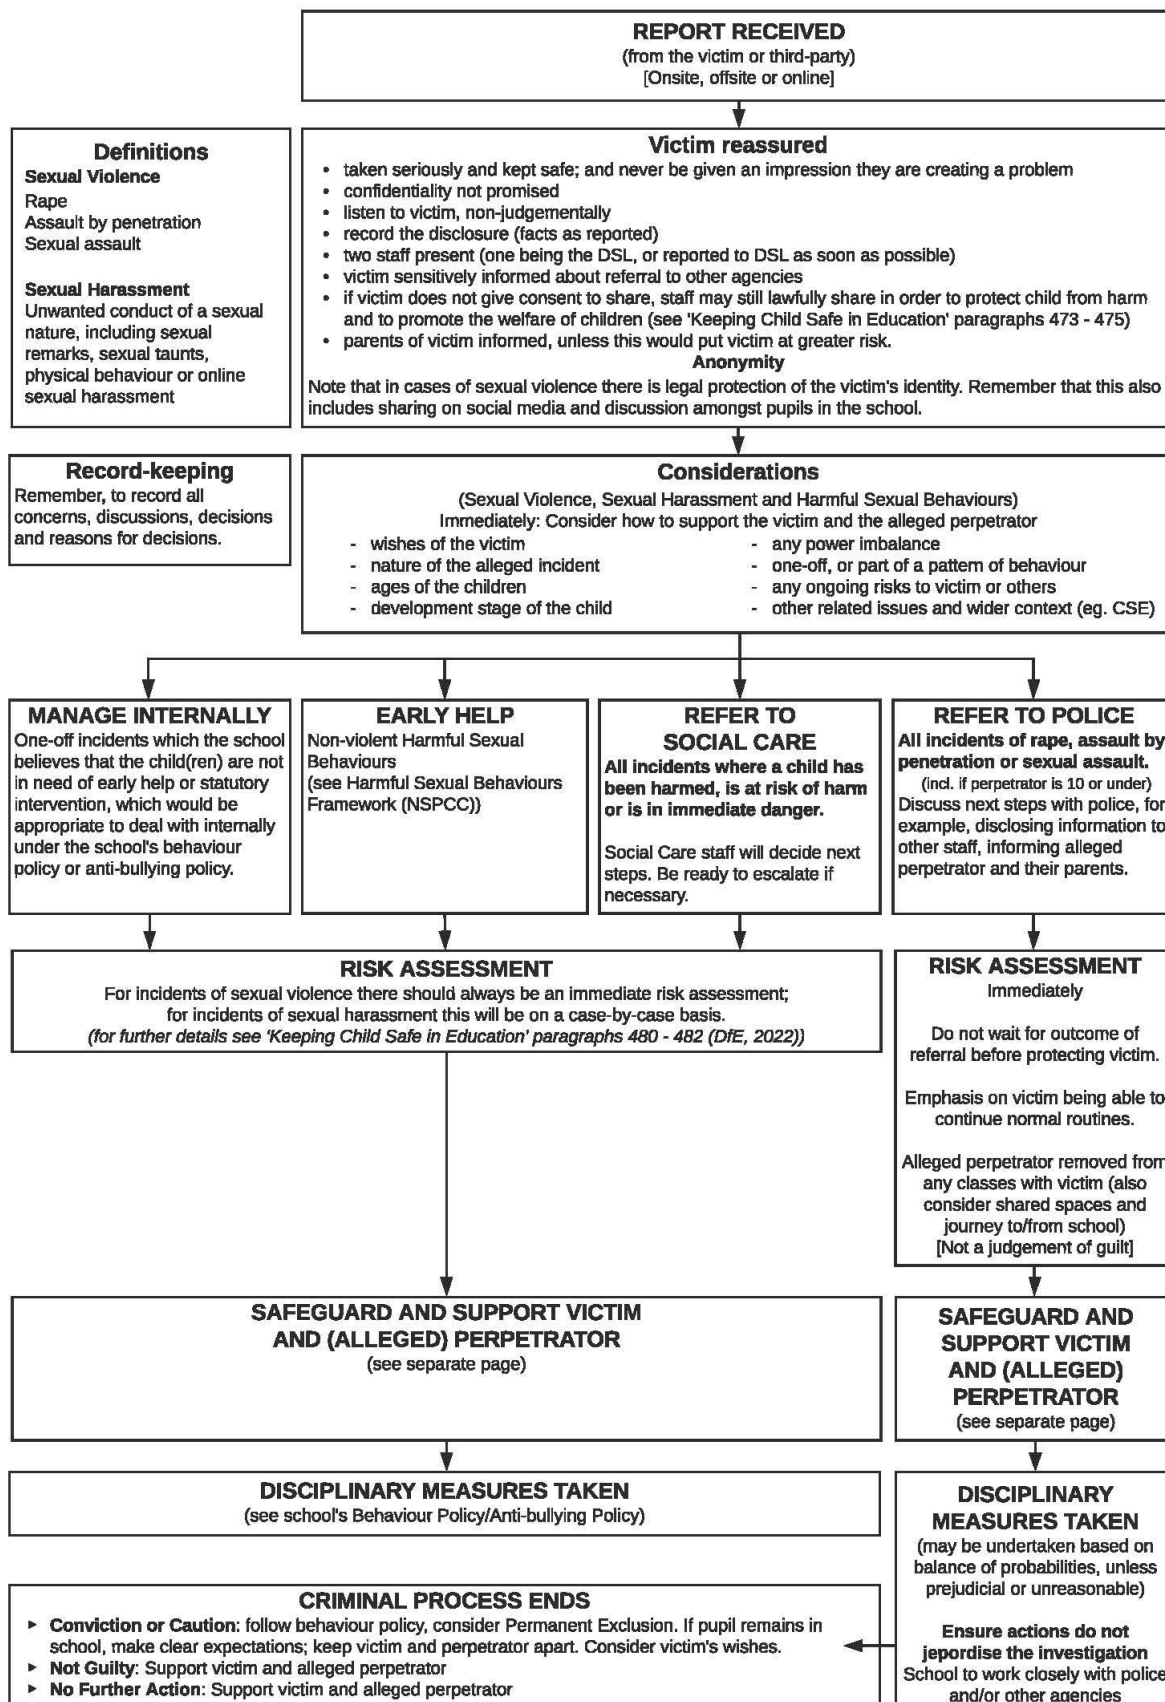 REPORT RECEIVED
(from the victim or third-party)
[Onsite, offsite or online]
Definitions
Sexual Violence
Rape
Assault by penetration
Sexual assault
Sexual Harassment
Unwanted conduct of a sexual
nature, including sexual
remarks, sexual taunts,
physical behaviour or online
sexual harassment
Victim reassured
• taken seriously and kept safe; and never be given an impression they are creating a problem
• confidentiality not promised
• listen to victim, non-judgementally
• record the disclosure (facts as reported)
• two staff present (one being the DSL, or reported to DSL as soon as possible)
• victim sensitively informed about referral to other agencies
• if victim does not give consent to share, staff may still lawfully share in order to protect child from harm
and to promote the welfare of children (see 'Keeping Child Safe in Education' paragraphs 473 - 475)
• parents of victim informed, unless this would put victim at greater risk.
Anonymity
Note that in cases of sexual violence there is legal protection of the victim's identity. Remember that this also
includes sharing on social media and discussion amongst pupils in the school.
Record-keeping
Remember, to record all
concerns, discussions, decisions
and reasons for decisions.
Considerations
(Sexual Violence, Sexual Harassment and Harmful Sexual Behaviours)
Immediately: Consider how to support the victim and the alleged perpetrator
- wishes of the victim
- nature of the alleged incident
- ages of the children
- development stage of the child
- any power imbalance
- one-off, or part of a pattern of behaviour
- any ongoing risks to victim or others
- other related issues and wider context (eg. CSE)
MANAGE INTERNALLY
One-off incidents which the school
believes that the child(ren) are not
in need of early help or statutory
intervention, which would be
appropriate to deal with internally
under the school's behaviour
policy or anti-bullying policy.
EARLY HELP
Non-violent Harmful Sexual
Behaviours
(see Harmful Sexual Behaviours
Framework (NSPCC))
REFER TO
SOCIAL CARE
All incidents where a child has
been harmed, is at risk of harm
or is in immediate danger.
Social Care staff will decide next
steps. Be ready to escalate if
necessary.
REFER TO POLICE
All incidents of rape, assault by
penetration or sexual assault.
(incl. if perpetrator is 10 or under)
Discuss next steps with police, for
example, disclosing information to
other staff, informing alleged
perpetrator and their parents.
RISK ASSESSMENT
For incidents of sexual violence there should always be an immediate risk assessment;
for incidents of sexual harassment this will be on a case-by-case basis.
(for further details see 'Keeping Child Safe in Education' paragraphs 480 - 482 (DfE, 2022))
RISK ASSESSMENT
Immediately
Do not wait for outcome of
referral before protecting victim.
Emphasis on victim being able to
continue normal routines.
Alleged perpetrator removed from
any classes with victim (also
consider shared spaces and
journey to/from school)
[Not a judgement of guilt]
SAFEGUARD AND SUPPORT VICTIM
AND (ALLEGED) PERPETRATOR
(see separate page)
SAFEGUARD AND
SUPPORT VICTIM
AND (ALLEGED)
PERPETRATOR
(see separate page)
DISCIPLINARY MEASURES TAKEN
(see school's Behaviour Policy/Anti-bullying Policy)
DISCIPLINARY
MEASURES TAKEN
(may be undertaken based on
balance of probabilities, unless
prejudicial or unreasonable)
Ensure actions do not
jepordise the investigation
School to work closely with police
and/or other agencies
CRIMINAL PROCESS ENDS
► Conviction or Caution: follow behaviour policy, consider Permanent Exclusion. If pupil remains in
school, make clear expectations; keep victim and perpetrator apart. Consider victim's wishes.
► Not Guilty: Support victim and alleged perpetrator
► No Further Action: Support victim and alleged perpetrator